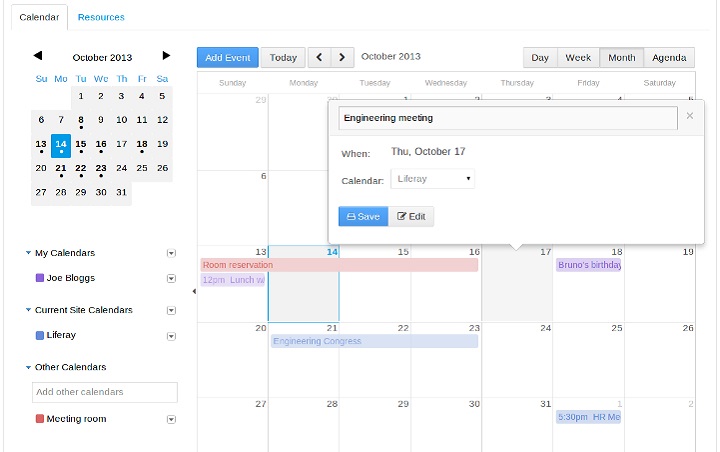 Calendar Resources
October 2013
Su Mo Tu We Th Fr Sa
1 2 3 4 5
6 7 8 9 10 11 12
13 14 15 16 17 18 19
20 21 22 23 24 25 26
27 28 29 30 31
My Calendars
Joe Bloggs
Current Site Calendars
Liferay
Other Calendars
Add other calendars
Meeting room
Add Event Today October 2013 Day Week Month Agenda
Sunday Monday Tuesday Wednesday Thursday Friday Saturday
29
Engineering meeting ×
When: Thu, October 17
Calendar: Liferay
Save Edit
6
13 14 15 16 17 18 19
Room reservation Bruno's birthday
12pm Lunch w
20 21 22 23 24 25 26
Engineering Congress
27 28 29 30 31 1 2
5:30pm HR Me